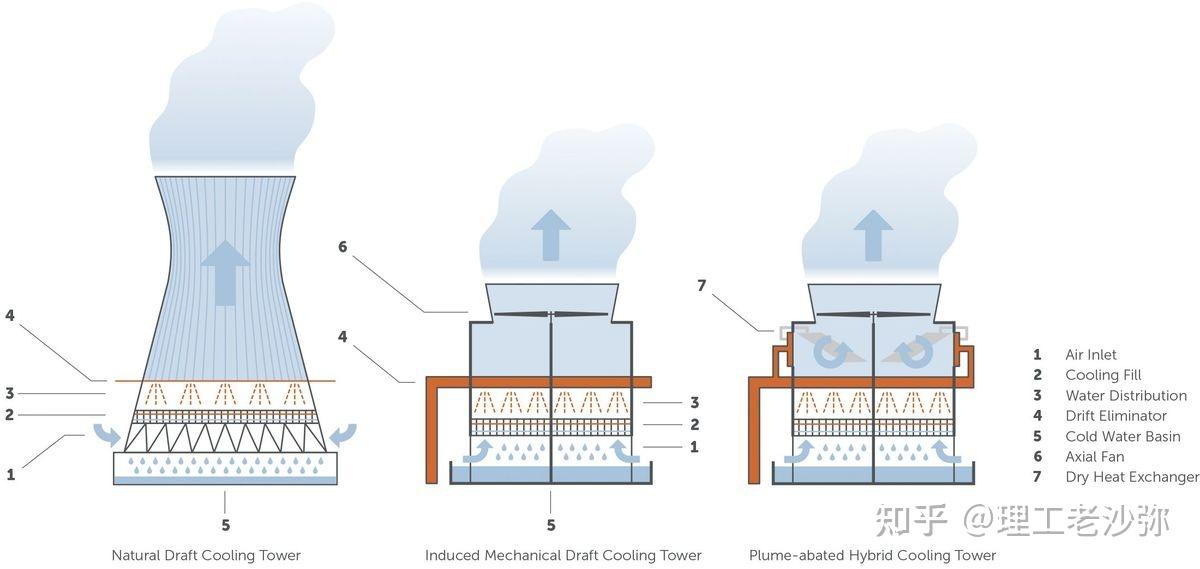 6
7
4
4
3
2
1
3
2
1
5
5
1 Air Inlet
2 Cooling Fill
3 Water Distribution
4 Drift Eliminator
5 Cold Water Basin
6 Axial Fan
7 Dry Heat Exchanger
知乎 @理工老沙弥
Natural Draft Cooling Tower
Induced Mechanical Draft Cooling Tower
Plume-abated Hybrid Cooling Tower